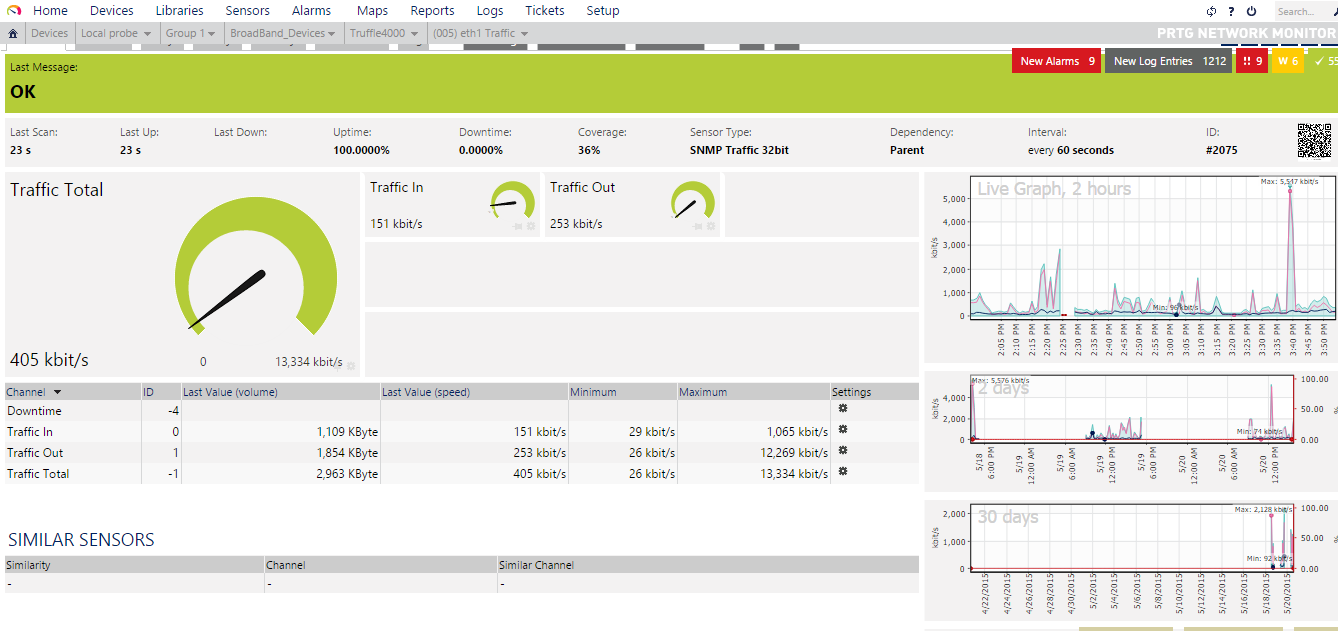 Home Devices Libraries Sensors Alarms Maps Reports Logs Tickets Setup ? Search...
Devices Local probe Group 1 BroadBand_Devices Truffle4000 (005) eth1 Traffic PRTG NETWORK MONITOR
New Alarms 9 New Log Entries 1212 !! 9 W 6 ✓ 55
Last Message:
OK
Last Scan: Last Up: Last Down: Uptime: Downtime: Coverage: Sensor Type: Dependency: Interval: ID:
23 s 23 s 100.0000% 0.0000% 36% SNMP Traffic 32bit Parent every 60 seconds #2075
Traffic Total
405 kbit/s 0 13,334 kbit/s
Traffic In
151 kbit/s
Traffic Out
253 kbit/s
Channel ID Last Value (volume) Last Value (speed) Minimum Maximum Settings
Downtime -4
Traffic In 0 1,109 KByte 151 kbit/s 29 kbit/s 1,065 kbit/s
Traffic Out 1 1,854 KByte 253 kbit/s 26 kbit/s 12,269 kbit/s
Traffic Total -1 2,963 KByte 405 kbit/s 26 kbit/s 13,334 kbit/s
SIMILAR SENSORS
Similarity Channel Similar Channel
- - -
Live Graph, 2 hours
Max: 5,547 kbit/s
kbit/s
5,000
4,000
3,000
2,000
1,000
0
Min: 96 kbit/s
2:05 PM 2:10 PM 2:15 PM 2:20 PM 2:25 PM 2:30 PM 2:35 PM 2:40 PM 2:45 PM 2:50 PM 2:55 PM 3:00 PM 3:05 PM 3:10 PM 3:15 PM 3:20 PM 3:25 PM 3:30 PM 3:35 PM 3:40 PM 3:45 PM 3:50 PM
2 days
Max: 5,576 kbit/s
kbit/s
4,000
2,000
0
100.00
50.00
0.00
%
Min: 74 kbit/s
5/18 6:00 PM 5/19 12:00 AM 5/19 6:00 AM 5/19 12:00 PM 5/19 6:00 PM 5/20 12:00 AM 5/20 6:00 AM 5/20 12:00 PM
30 days
Max: 2,128 kbit/s
kbit/s
2,000
1,000
0
100.00
50.00
0.00
%
Min: 92 kbit/s
4/22/2015 4/24/2015 4/26/2015 4/28/2015 4/30/2015 5/2/2015 5/4/2015 5/6/2015 5/8/2015 5/10/2015 5/12/2015 5/14/2015 5/16/2015 5/18/2015 5/20/2015